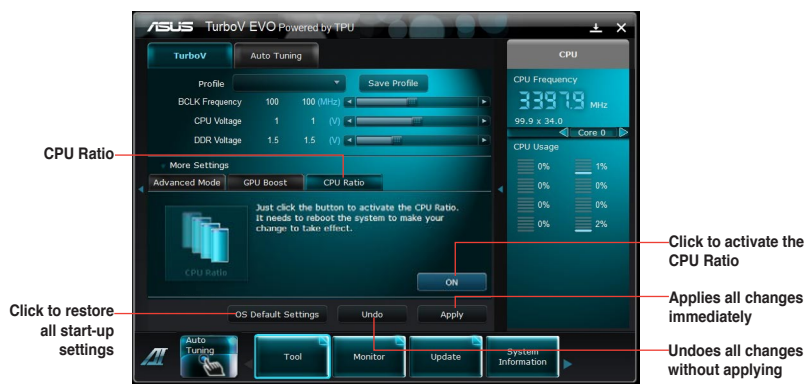 ASUS TurboV EVO Powered by TPU
TurboV Auto Tuning
Profile Save Profile
BCLK Frequency 100 100 (MHz)
CPU Voltage 1 1 (V)
DDR Voltage 1.5 1.5 (V)
More Settings
Advanced Mode GPU Boost CPU Ratio
Just click the button to activate the CPU Ratio.
It needs to reboot the system to make your
change to take effect.
CPU Ratio
ON
OS Default Settings Undo Apply
CPU
CPU Frequency
3397.9 MHz
99.9 x 34.0
Core 0
CPU Usage
0% 1%
0% 0%
0% 0%
0% 2%
Auto
Tuning
Tool Monitor Update System
Information
CPU Ratio
Click to restore
all start-up
settings
Click to activate the
CPU Ratio
Applies all changes
immediately
Undoes all changes
without applying